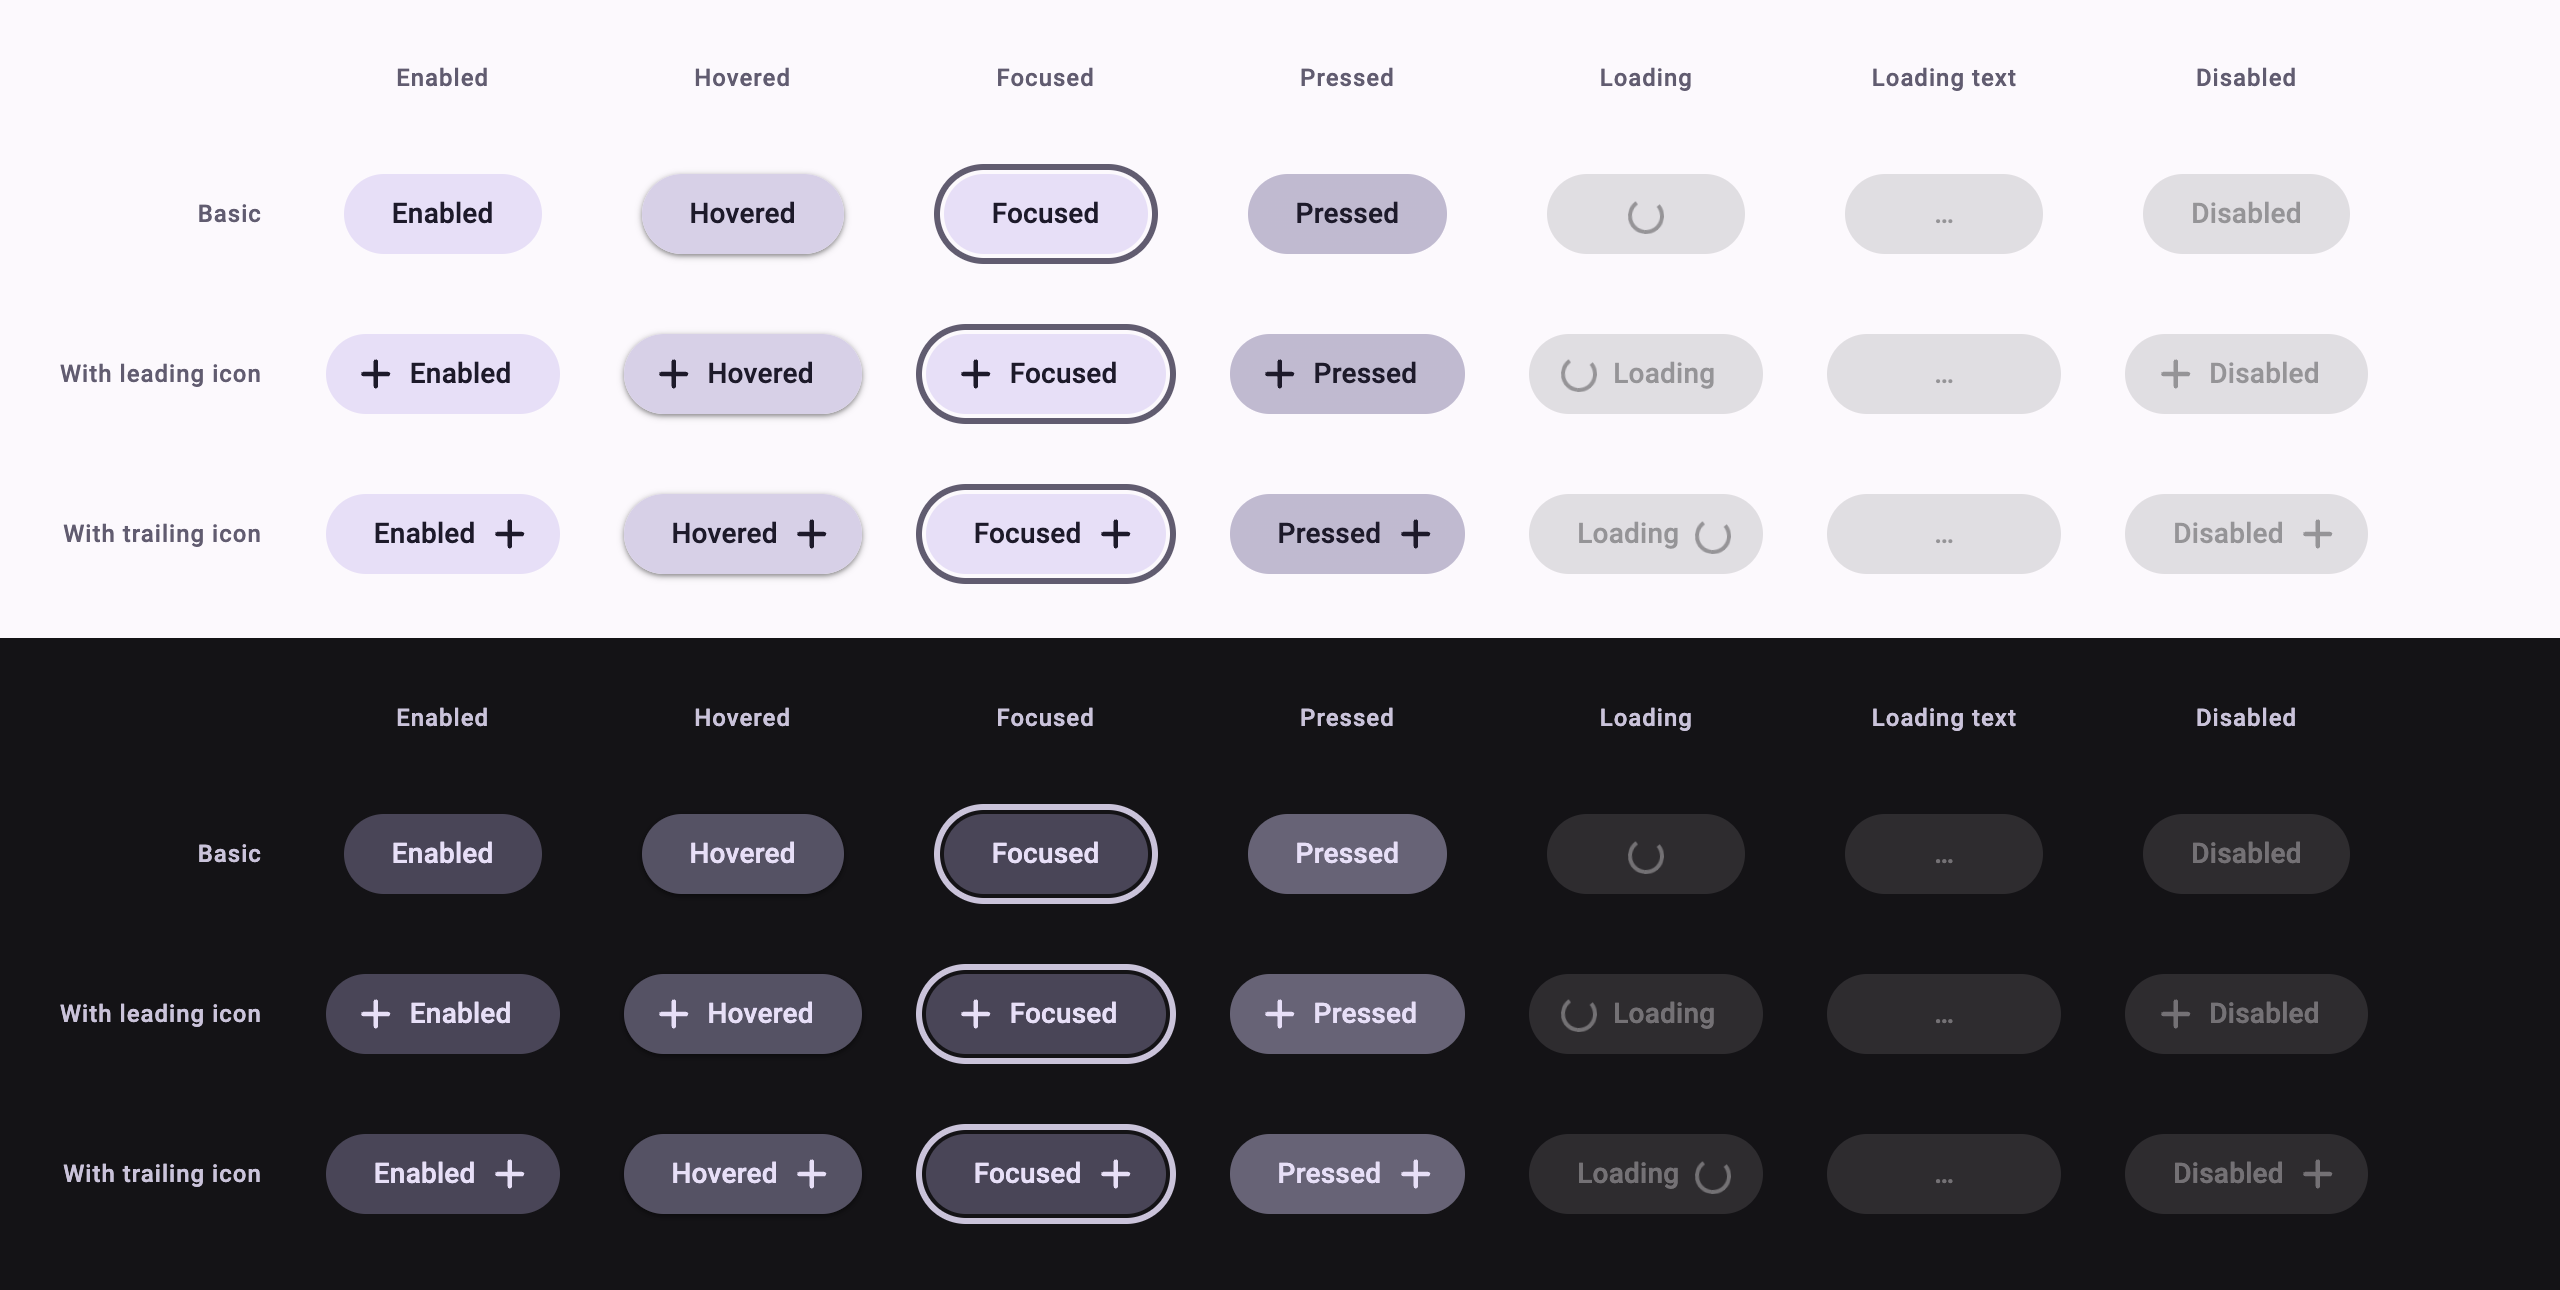 Enabled Hovered Focused Pressed Loading Loading text Disabled
Basic Enabled Hovered Focused Pressed ... Disabled
With leading icon Enabled Hovered Focused Pressed Loading ... Disabled
With trailing icon Enabled Hovered Focused Pressed Loading ... Disabled
Enabled Hovered Focused Pressed Loading Loading text Disabled
Basic Enabled Hovered Focused Pressed ... Disabled
With leading icon Enabled Hovered Focused Pressed Loading ... Disabled
With trailing icon Enabled Hovered Focused Pressed Loading ... Disabled